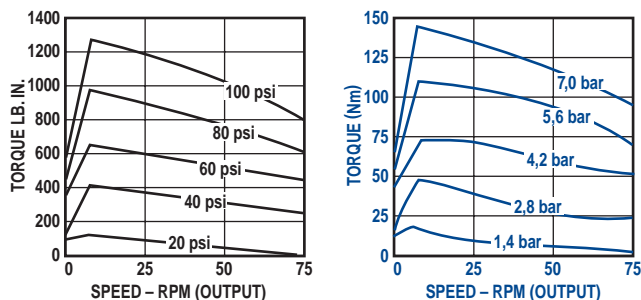 1400
1200
1000
800
600
400
200
0
TORQUE LB.IN.
100 psi
80 psi
60 psi
40 psi
20 psi
0 25 50 75
SPEED – RPM (OUTPUT)
150
125
100
75
50
25
0
TORQUE (Nm)
7,0 bar
5,6 bar
4,2 bar
2,8 bar
1,4 bar
0 25 50 75
SPEED – RPM (OUTPUT)